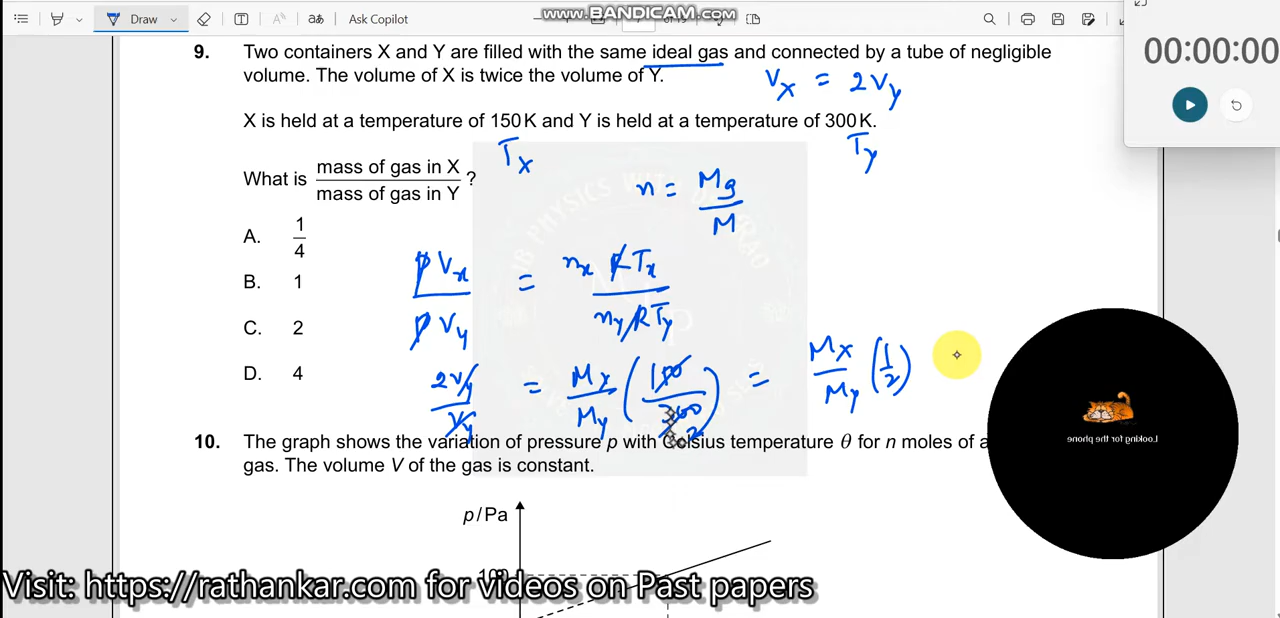 Draw
Ask Copilot
www.BANDICAM.com
00:00:00
9. Two containers X and Y are filled with the same ideal gas and connected by a tube of negligible
volume. The volume of X is twice the volume of Y.
Vx = 2Vy
X is held at a temperature of 150 K and Y is held at a temperature of 300 K.
Tx Ty
What is mass of gas in X / mass of gas in Y ?
n = Mg / M
A. 1/4
B. 1
C. 2
D. 4
pVx / pVy = nx R Tx / ny R Ty
2Vy / Vy = Mx / My (150 / 300 2) = Mx / My (1/2)
Looking for the phone
10. The graph shows the variation of pressure p with Celsius temperature θ for n moles of a
gas. The volume V of the gas is constant.
p / Pa
Visit: https://rathankar.com for videos on Past papers